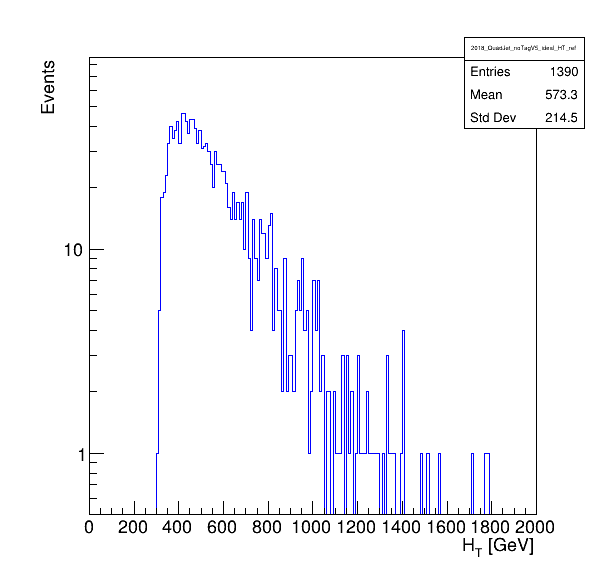 2018_QuadJet_noTagV5_ideal_HT_ref
Entries 1390
Mean 573.3
Std Dev 214.5
Events
10
1
0 200 400 600 800 1000 1200 1400 1600 1800 2000
H_T [GeV]